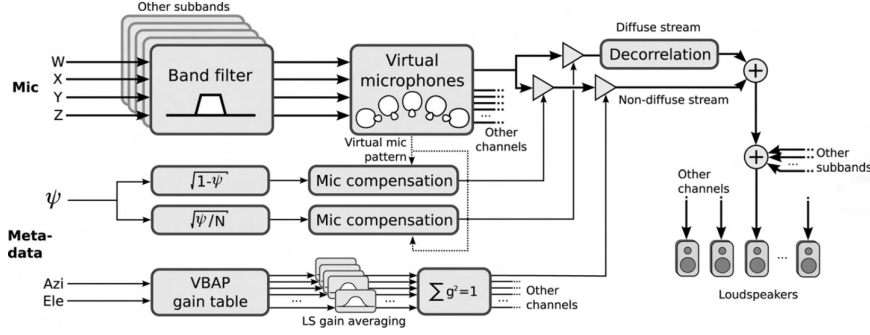 Other subbands
Mic
W
X
Y
Z
Band filter
Virtual
microphones
Other
channels
Virtual mic
pattern
Diffuse stream
Decorrelation
Non-diffuse stream
+
+
Other
subbands
ψ
√1-ψ
Mic compensation
√ψ/N
Mic compensation
Meta-
data
Azi
Ele
VBAP
gain table
...
...
LS gain averaging
∑ g²=1
Other
channels
Other
channels
...
Loudspeakers